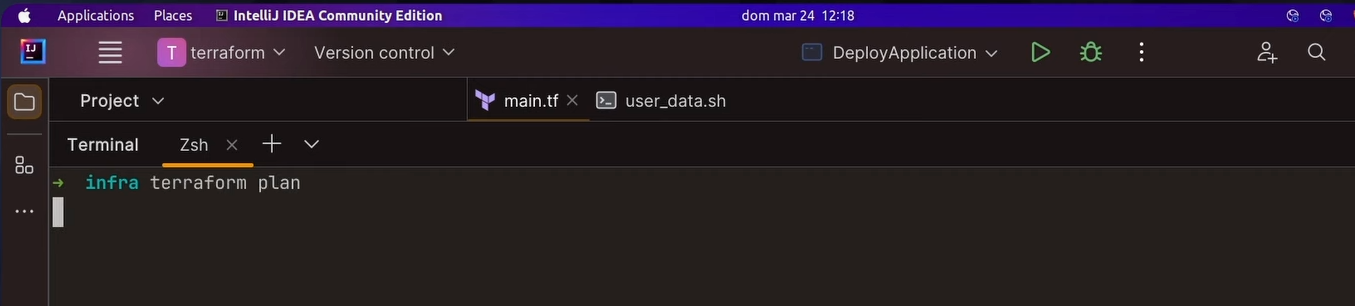 Applications Places IntelliJ IDEA Community Edition dom mar 24 12:18
IJ T terraform Version control DeployApplication
Project main.tf user_data.sh
Terminal Zsh
→ infra terraform plan